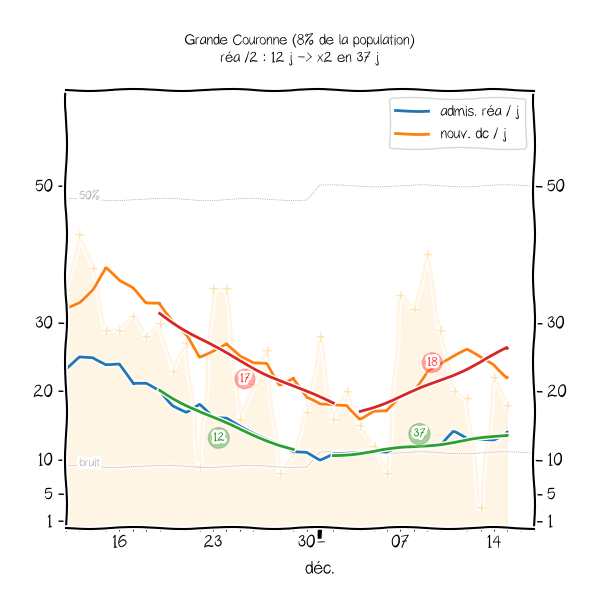 Grande Couronne (8% de la population)
réa /2 : 12 j -> x2 en 37 j
admis. réa / j
nouv. dc / j
50 50
50%
30 30
18
17
20 20
37
12
10 10
bruit
5 5
1 1
16 23 30 07 14
déc.